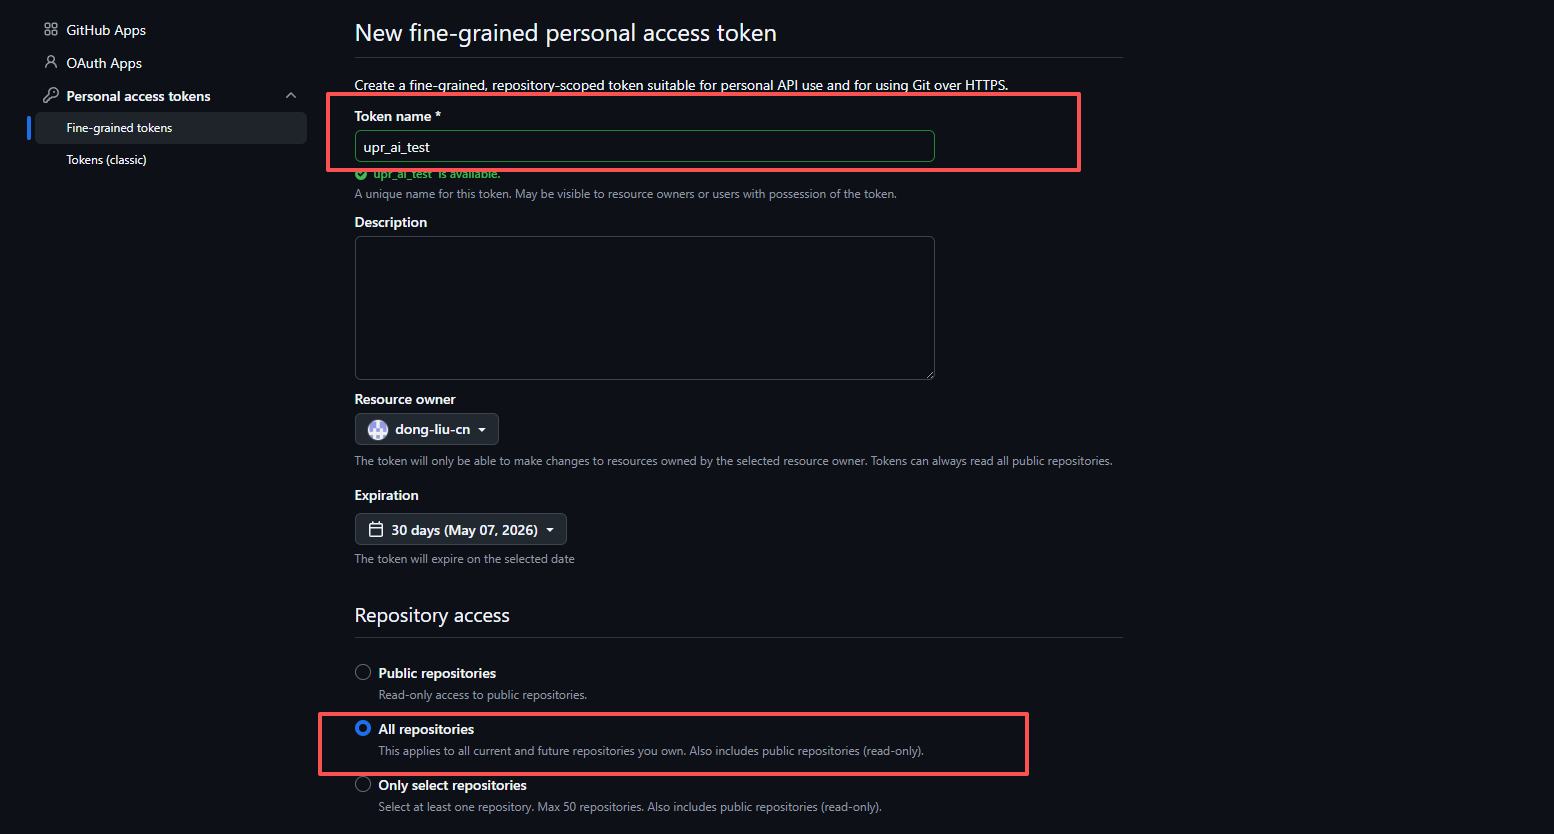 GitHub Apps
OAuth Apps
Personal access tokens
Fine-grained tokens
Tokens (classic)
New fine-grained personal access token
Create a fine-grained, repository-scoped token suitable for personal API use and for using Git over HTTPS.
Token name *
upr_ai_test
upr_ai_test is available.
A unique name for this token. May be visible to resource owners or users with possession of the token.
Description
Resource owner
dong-liu-cn
The token will only be able to make changes to resources owned by the selected resource owner. Tokens can always read all public repositories.
Expiration
30 days (May 07, 2026)
The token will expire on the selected date
Repository access
Public repositories
Read-only access to public repositories.
All repositories
This applies to all current and future repositories you own. Also includes public repositories (read-only).
Only select repositories
Select at least one repository. Max 50 repositories. Also includes public repositories (read-only).